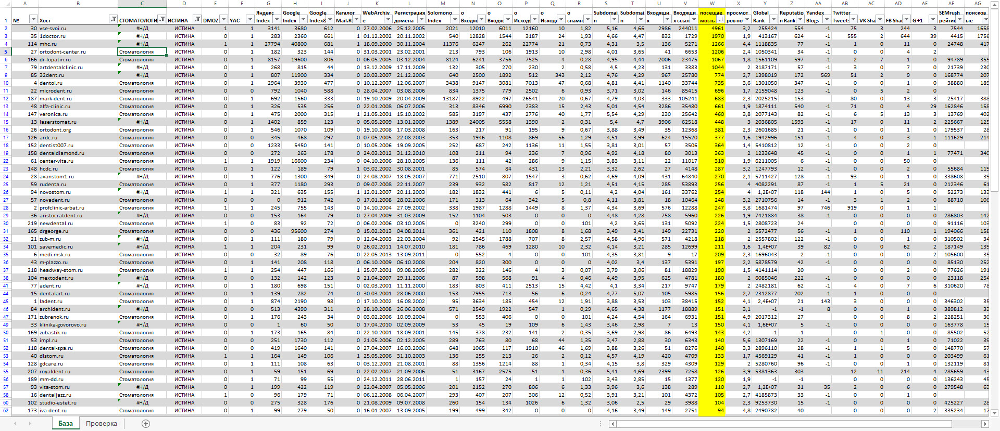 A B C D E F G H I J K L M N O P Q R S T U V W X Y Z AA AB AC AD AE AF AG
Яндекс Google Google Каталог WebArchiv Регистрация Solomono о о о о о Subdomai Subdomai Входящи Входящи посещае просмот Global Reputatio Yandex Twitter SEMrush поисков
1 № Хост СТОМАТОЛОГИ ИСТИНА DMOZ YAC Index Index Index& Mail.R e домена Index Входящ Входящ Исходя Исходя спамно n n х х ссыл мость ров по Rank n Rank Blogs Tweets VK Sha FB Shar G +1 рейтин ые
2 30 vse-svoi.ru #Н/Д ИСТИНА 1 1 3141 3680 612 0 27.02.2006 25.12.2005 2021 12010 6011 12160 10 1,82 5,16 4,66 2986 244011 4961 3,2 255424 554 -1 75 3 244 3 7544 1658
3 35 1doctor.ru #Н/Д ИСТИНА 0 1 283 2360 661 1 01.12.2002 20.11.2002 540 12828 1544 3187 24 1,93 4,66 4,47 832 1729 1970 1,9 413167 624 -1 555 2 644 39 4415 1756
4 114 mhc.ru #Н/Д ИСТИНА 1 1 27794 40800 681 1 18.09.2000 30.11.2004 11376 6247 262 22774 21 0,73 4,31 3,5 136 5271 1266 4,4 1118835 77 -1 1 0 11 0 24748 417
5 27 ortodont-center.ru Стоматология ИСТИНА 0 1 182 323 144 0 31.03.2001 23.02.2001 213 793 106 1913 10 2,98 4,01 3,65 41 6653 1206 2,4 1050341 34 -1 0 0 4 2
6 166 dr-lopatin.ru Стоматология ИСТИНА 0 1 8157 19600 806 0 06.05.2005 03.12.2004 8124 6241 3756 7525 4 0,28 4,95 4,44 2006 23475 1067 1,8 1561109 597 -1 2 7 1 0 94789 355
7 79 artdentalclinic.ru #Н/Д ИСТИНА 0 1 268 815 44 0 13.12.2009 17.11.2009 132 305 270 230 2 0,58 4,5 4,23 131 3383 1044 2 3187171 57 -1 3 0 7 0 21739 230
9 85 32dent.ru #Н/Д ИСТИНА 0 1 807 11900 334 0 20.03.2007 21.12.2006 640 2500 1892 512 343 2,12 4,76 4,29 967 25780 774 2,7 1398019 172 569 51 2 9 0 168774 207
10 4 dentol.ru Стоматология ИСТИНА 0 1 2964 3930 477 0 10.12.2007 12.06.2007 3438 9147 3081 7013 47 0,68 4,81 4,41 1140 33744 735 3,6 1301050 347 -1 0 0 1 0 38880 189
11 22 microdent.ru Стоматология ИСТИНА 0 0 792 1040 588 0 28.04.2007 03.08.2006 834 1375 779 2502 6 0,93 3,71 3,02 146 85415 696 1,7 2159048 123 -1 0 5 2 0
12 187 mark-dent.ru Стоматология ИСТИНА 0 1 692 1560 333 0 19.10.2009 20.04.2009 13187 8922 497 26541 20 0,67 4,79 4,03 333 105241 683 2,3 2025215 153 80 0 13 3 25417 388
13 48 alfa-clinic.ru Стоматология ИСТИНА 0 1 326 535 256 0 22.01.2008 06.07.2006 313 8346 6990 2383 15 2,43 5,01 4,54 3286 35480 661 1,9 1874111 540 -1 71 0 4 29 162846 158
14 147 veronica.ru Стоматология ИСТИНА 0 1 475 2000 315 1 21.05.2001 15.10.2002 585 3197 437 2776 40 1,77 5,54 4,29 230 25642 460 3,8 2077143 82 -1 6 5 13 3 13769 402
15 13 laserstomat.ru #Н/Д ИСТИНА 0 1 1402 859 123 0 05.05.2009 13.01.2009 1389 24005 5558 1390 2 0,31 5,4 4,7 3906 62518 448 3 2036805 1593 -1 17 0 11 2 225667 125
16 26 ortodont.org Стоматология ИСТИНА 0 1 546 1070 109 0 19.10.2008 17.03.2008 163 217 91 195 9 0,67 3,88 3,49 35 12368 381 2,3 2601685 21 -1 0 0 1 0 179537 28
17 126 ardc.ru Стоматология ИСТИНА 0 0 345 468 297 0 07.05.2005 22.08.2003 353 1946 1108 869 56 1,29 4,51 3,99 624 15520 377 1,6 1942996 151 -1 4 0 3 1 111629 214
18 152 dentist007.ru Стоматология ИСТИНА 0 0 1233 5450 141 0 10.05.2006 19.05.2006 252 687 242 1136 11 1,55 3,81 3,01 57 3506 364 1,4 5410812 12 -1 0 0 2 0
19 158 dentaldiamond.ru Стоматология ИСТИНА 0 0 272 263 178 0 24.03.2012 31.12.2010 108 211 94 236 7 0,96 4,92 4,18 80 3013 363 2 1233648 45 -1 0 0 1 1 77471 340
22 61 center-vita.ru Стоматология ИСТИНА 1 1 1919 16600 234 0 04.10.2006 28.10.2005 136 111 42 286 9 1,15 3,83 3,11 22 11017 310 1,9 6211005 6 -1 0 0 50 0
23 148 hcdc.ru Стоматология ИСТИНА 0 1 122 189 79 1 03.02.2002 30.08.2001 85 574 84 431 13 2,21 3,32 2,62 27 4148 287 3,2 1247793 12 -1 0 0 2 0 55684 119
24 28 avanstom1.ru #Н/Д ИСТИНА 0 1 776 1300 349 0 24.08.2007 18.05.2007 771 2510 807 1547 3 0,62 4,69 4,09 431 64840 270 2,1 5711427 128 -1 93 0 1 0 338608 39
25 59 rudenta.ru Стоматология ИСТИНА 0 1 377 1180 293 0 09.07.2008 22.11.2007 239 932 582 817 12 1,21 4,51 4,15 285 53893 256 4 4082291 87 -1 1 5 21 0 212346 61
26 94 novostom.ru #Н/Д ИСТИНА 1 1 321 635 155 1 12.01.2007 20.11.2003 182 1832 441 6 5 0,11 4,2 4,04 161 33762 254 4 1,2E+07 118 144 1 0 5 0 52273 133
27 57 novadent.ru Стоматология ИСТИНА 0 0 0 912 742 0 17.01.2008 28.02.2006 171 313 64 342 5 0,8 4,11 3,81 18 10464 248 3,2 2710756 14 -1 3 1 2 0 88710 106
28 2 profclinic-arbat.ru Стоматология ИСТИНА 1 1 245 755 143 0 14.10.2004 27.09.2002 338 1987 1288 1449 8 1,37 4,34 3,69 576 12288 247 3,8 1681474 97 746 919 0 1 1
29 36 aristocratdent.ru #Н/Д ИСТИНА 0 0 153 164 79 0 27.04.2009 31.03.2009 152 1104 503 0 0 0 4,48 4,28 758 5960 226 1,9 7421884 38 -1 0 0 0 0 286803 142
30 219 newdental.ru Стоматология ИСТИНА 1 0 83 92 72 0 06.02.2006 03.10.2005 0 3240 299 0 0 101 4,2 3,65 131 5092 224 1,5 2808723 24 0 0 0 0 91116 103
31 165 drgeorge.ru Стоматология ИСТИНА 0 0 436 95600 274 0 15.02.2013 04.08.2011 361 421 110 1808 8 1,68 3,49 3,41 149 22731 220 2 5572477 56 -1 1 0 110 1 194066 158
32 21 zub-m.ru #Н/Д ИСТИНА 0 1 111 180 79 0 12.04.2003 22.03.2004 92 2545 1788 707 8 2,57 4,58 4,96 571 4218 218 2 2557802 122 -1 0 0 1 0 310502 34
34 101 savemedic.ru #Н/Д ИСТИНА 1 1 204 231 99 0 26.02.2011 14.07.2010 181 786 469 1280 10 2,32 4,14 3,21 285 12699 211 1,6 1,4E+07 39 82 0 0 62 2 187149 139
35 6 medi.msk.ru Стоматология ИСТИНА 0 0 32 89 76 0 22.05.2013 13.09.2011 0 552 4 0 0 101 4,35 3,81 9 17 209 2,3 1696043 2 -1 0 0 0 2 105600 35
36 43 m-plazzo.ru Стоматология ИСТИНА 0 1 141 208 118 0 06.10.2009 06.10.2008 204 820 300 0 0 0 4,02 3,4 137 5391 197 2,2 5878579 42 -1 0 0 0 0 85130 252
37 218 headway-stom.ru Стоматология ИСТИНА 1 1 254 447 166 1 25.07.2001 09.08.2005 282 322 146 4 3 0,07 3,79 3,06 81 18829 190 1,5 4141114 20 0 0 2 0 77626 191
38 104 mextodent.ru #Н/Д ИСТИНА 0 0 132 142 123 0 21.04.2007 29.11.2006 87 598 568 91 4 0,46 4,49 3,95 625 4781 180 2 6085046 222 -1 0 0 0 0 23118 254
41 77 adent.ru #Н/Д ИСТИНА 0 1 180 698 151 0 02.03.2001 11.11.2000 183 803 411 2513 15 4,42 4,1 3,34 217 9747 179 2 2482181 62 -1 4 0 7 6 310620 78
44 15 dentalart.ru Стоматология ИСТИНА 0 1 139 282 74 0 30.03.2001 28.06.2000 153 7955 713 56 6 0,24 4,77 5,07 105 5985 156 2,7 2312877 202 -1 1 0 0 0
45 1 ladent.ru Стоматология ИСТИНА 0 1 874 2190 98 0 17.10.2002 16.08.2002 95 3634 185 454 12 1,91 3,88 3,53 103 38415 152 4,1 2,4E+07 21 143 3 0 0 0 346302 35
46 84 archident.ru #Н/Д ИСТИНА 0 0 513 4390 311 0 28.10.2008 26.06.2008 571 2549 1922 547 1 0,29 4,65 4,38 1177 18889 151 3,1 -1 -1 8 0 0 1 0 389812 33
47 171 zubrenok.ru Стоматология ИСТИНА 0 1 176 243 34 0 03.02.2006 10.09.2004 0 553 406 0 0 101 4,24 4,54 164 6931 151 4,9 2017312 27 0 0 8 2 228251 30
49 33 klinika-govorovo.ru #Н/Д ИСТИНА 0 0 1 60 50 0 17.04.2010 02.09.2009 53 45 19 109 6 1,43 3,46 2,98 7 13 150 4,1 1,6E+07 5 -1 0 0 0 0 163778 15
50 169 zubastik.ru Стоматология ИСТИНА 0 1 173 165 84 0 22.10.2001 18.09.2001 145 378 232 141 2 0,35 3,69 2,98 86 6493 143 4,2 -1 -1 0 1 0 0 85502 52
51 53 impl.ru Стоматология ИСТИНА 0 0 251 1730 112 0 21.05.2006 02.12.2005 289 763 80 68 44 1,35 3,47 2,88 30 6343 140 5,6 1307169 22 -1 0 0 1 0 71022 39
52 118 dental-spa.ru Стоматология ИСТИНА 0 0 419 1640 141 0 27.04.2007 16.03.2006 648 1065 117 1910 46 1,69 3,88 3,26 51 8276 140 3,3 2896110 28 -1 1 1 5 0 148770 57
53 40 dlstom.ru Стоматология ИСТИНА 1 1 164 149 106 1 25.05.2006 31.10.2003 136 255 213 26 2 0,12 4,57 4,19 420 4709 133 1,7 4569129 41 -1 1 0 0 0 203499 61
54 128 gdcare.ru Стоматология ИСТИНА 0 1 111 108 63 0 03.12.2001 21.08.2001 88 1356 1214 88 1 0,34 4,15 3,8 329 4309 129 2 5280760 96 -1 0 0 1 0 132119 81
55 207 royaldent.ru Стоматология ИСТИНА 0 1 59 151 69 0 22.02.2007 21.09.2006 51 3167 2575 51 1 0,36 5,41 4,69 2399 7258 126 3,9 5381363 303 12 11 214 4 285659 43
56 189 mm-dd.ru Стоматология ИСТИНА 0 1 71 99 55 0 24.12.2011 28.06.2011 1 157 24 1 1 102 3,43 2,85 15 1377 120 1,9 -1 -1 0 0 0 0 136243 45
57 93 vita-stom.ru #Н/Д ИСТИНА 0 1 199 422 119 0 22.04.2007 05.05.2006 201 2152 270 806 6 1,33 3,96 3,6 138 289 110 2,7 1,2E+07 31 35 2 0 6 0 279548 63
58 16 dentaljazz.ru Стоматология ИСТИНА 1 0 96 179 71 0 06.12.2008 06.04.2007 293 407 207 306 12 0,52 3,91 3,21 101 4372 105 2,7 4185873 33 -1 0 0 1 0
60 102 studio-estet.ru #Н/Д ИСТИНА 0 0 275 328 176 0 21.08.2009 09.07.2008 260 154 134 1026 6 1,32 3,06 2,5 29 3988 104 2,3 9253730 15 -1 0 0 0 0 425227 28
62 173 iva-dent.ru Стоматология ИСТИНА 0 1 99 279 50 0 16.01.2007 13.09.2005 199 499 342 0 0 0 4,16 3,49 149 2751 94 4,8 2490782 40 0 0 0 2 335234 17
База Проверка